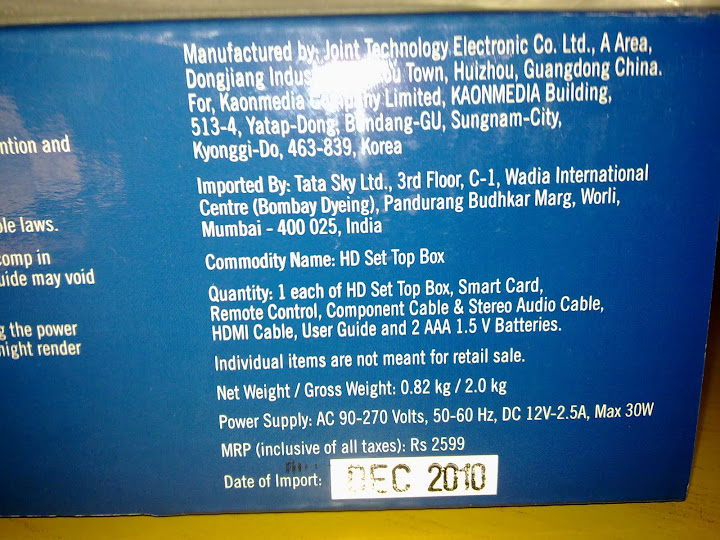 Manufactured by: Joint Technology Electronic Co. Ltd., A Area,
Dongjiang Town, Huizhou, Guangdong China.
For, Kaonmedia Company Limited, KAONMEDIA Building,
513-4, Yatap-Dong, Bundang-GU, Sungnam-City,
Kyonggi-Do, 463-839, Korea
Imported By: Tata Sky Ltd., 3rd Floor, C-1, Wadia International
Centre (Bombay Dyeing), Pandurang Budhkar Marg, Worli,
Mumbai - 400 025, India
Commodity Name: HD Set Top Box
Quantity: 1 each of HD Set Top Box, Smart Card,
Remote Control, Component Cable & Stereo Audio Cable,
HDMI Cable, User Guide and 2 AAA 1.5 V Batteries.
Individual items are not meant for retail sale.
Net Weight / Gross Weight: 0.82 kg / 2.0 kg
Power Supply: AC 90-270 Volts, 50-60 Hz, DC 12V-2.5A, Max 30W
MRP (inclusive of all taxes): Rs 2599
Date of Import: DEC 2010
and
laws.
in
may void
the power
render